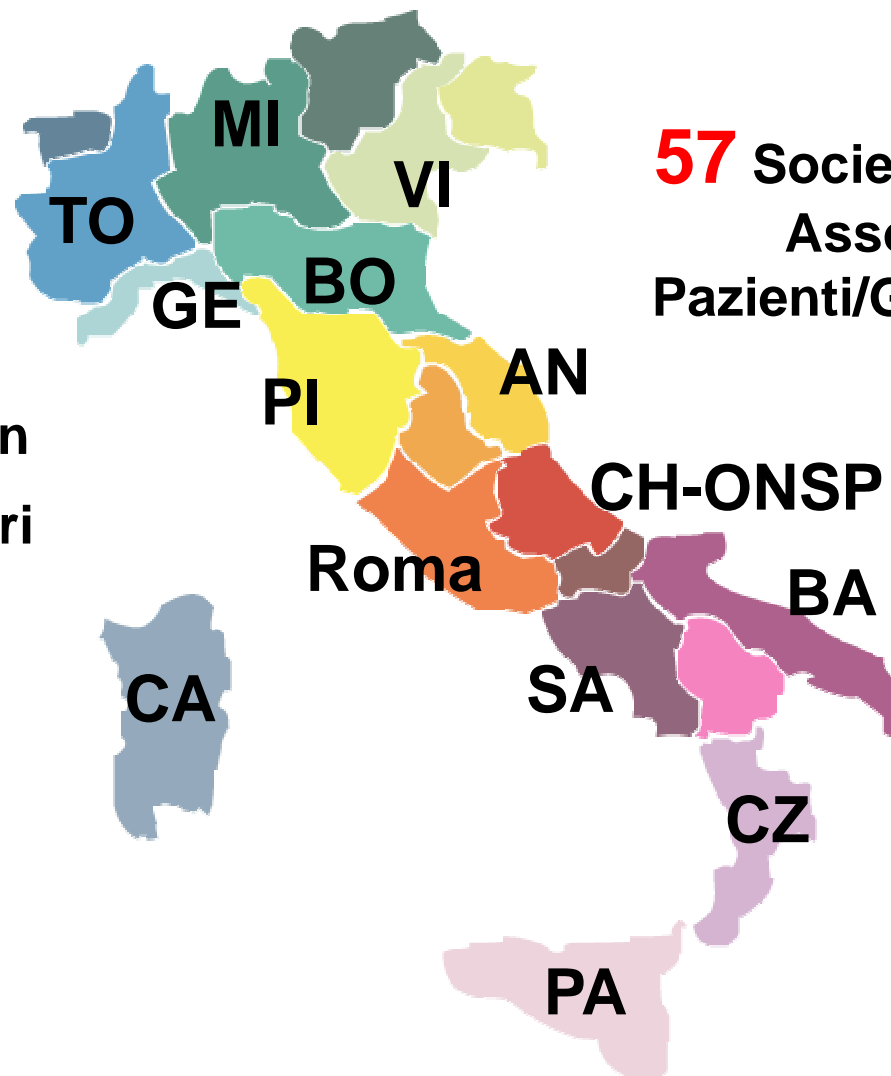 MI
VI
57 Socie
TO
Asso
BO
Pazienti/G
GE
AN
PI
n
CH-ONSP
ri
Roma
BA
CA
SA
CZ
PA